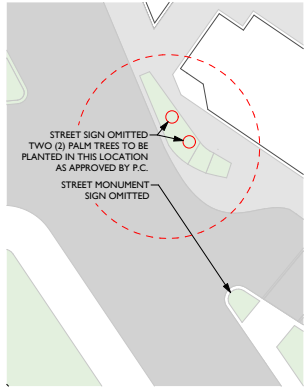 STREET SIGN OMITTED
TWO (2) PALM TREES TO BE
PLANTED IN THIS LOCATION
AS APPROVED BY P.C.
STREET MONUMENT
SIGN OMITTED